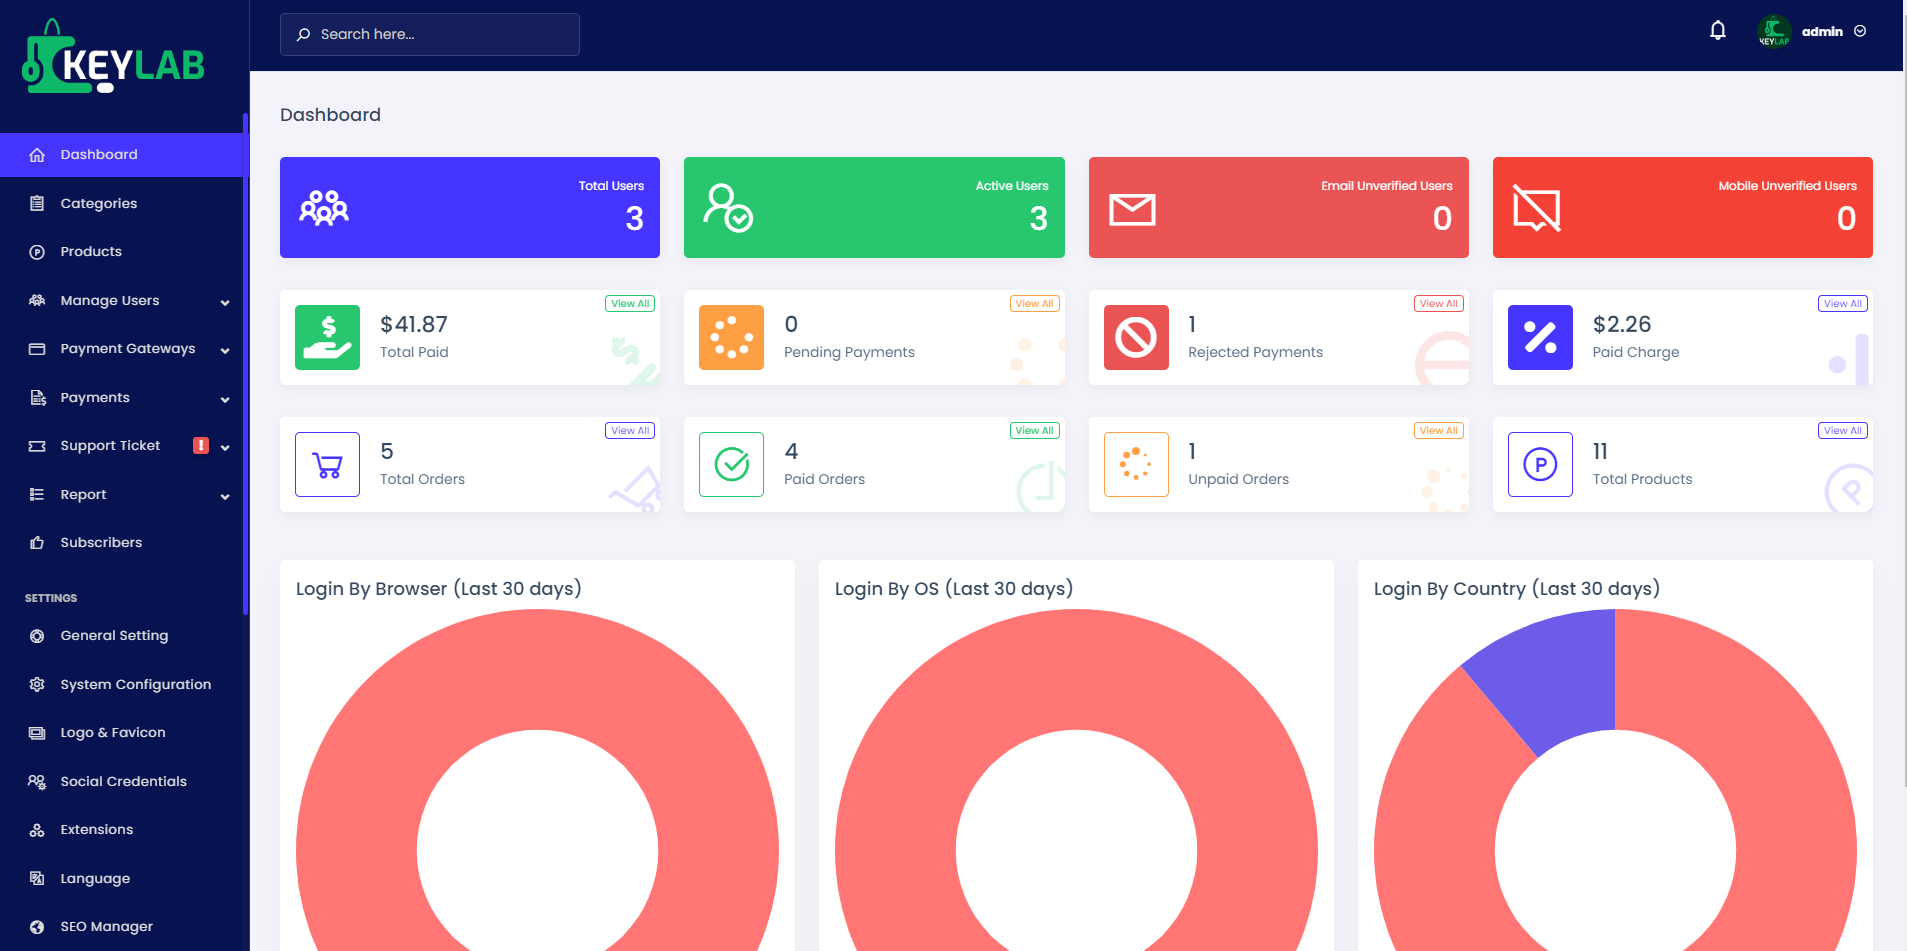 KEYLAB
Search here...
KEYLAB
admin
Dashboard
Categories
Products
Manage Users
Payment Gateways
Payments
Support Ticket !
Report
Subscribers
SETTINGS
General Setting
System Configuration
Logo & Favicon
Social Credentials
Extensions
Language
SEO Manager
Dashboard
Total Users
3
Active Users
3
Email Unverified Users
0
Mobile Unverified Users
0
View All
$41.87
Total Paid
View All
0
Pending Payments
View All
1
Rejected Payments
View All
$2.26
Paid Charge
View All
5
Total Orders
View All
4
Paid Orders
View All
1
Unpaid Orders
View All
11
Total Products
Login By Browser (Last 30 days)
Login By OS (Last 30 days)
Login By Country (Last 30 days)